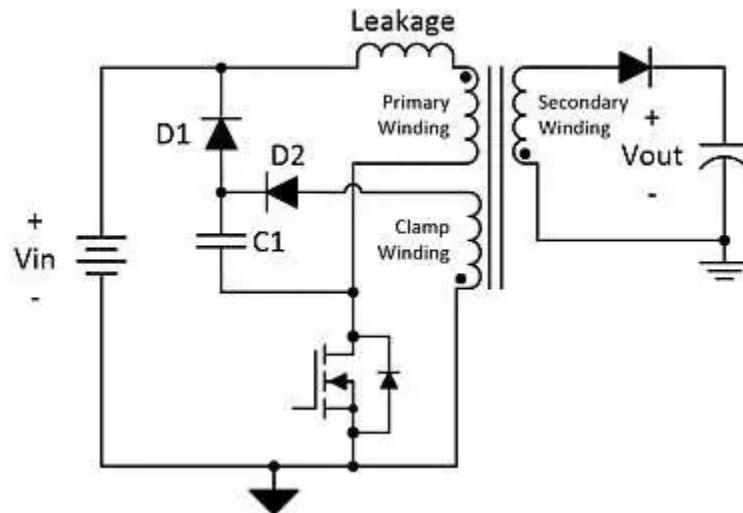 Leakage
Primary
Winding
Secondary
Winding
D1
D2
+
Vout
-
C1
Clamp
Winding
+
Vin
-